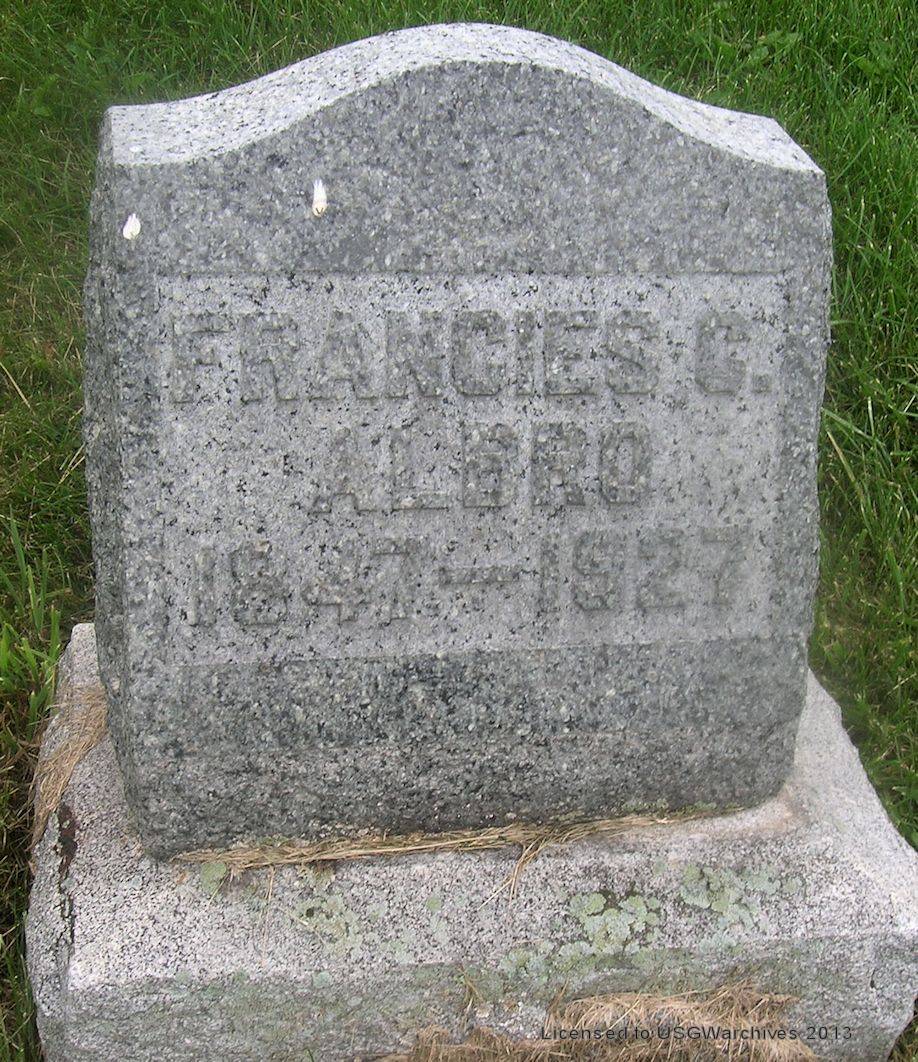 FRANCIES C.
ALBRO
1847—1927
Licensed to USGWarchives 2013